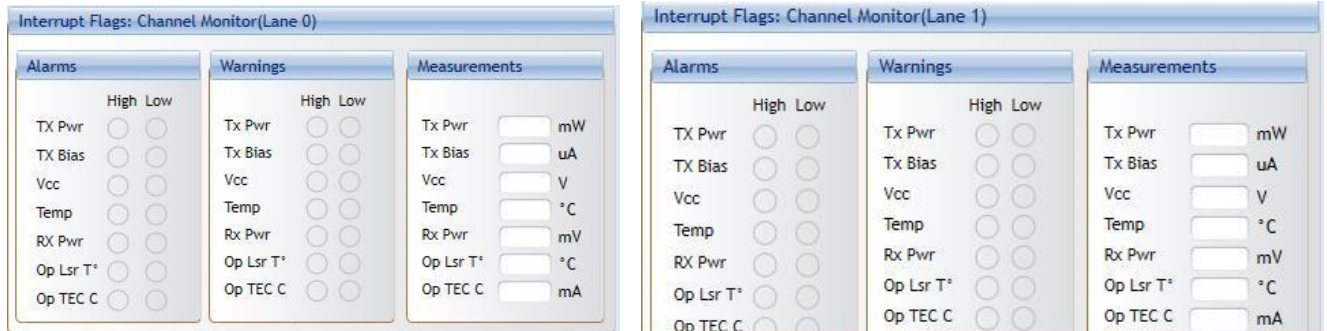 Interrupt Flags: Channel Monitor(Lane 0)
Alarms
High Low
TX Pwr
TX Bias
Vcc
Temp
RX Pwr
Op Lsr T°
Op TEC C
Warnings
High Low
Tx Pwr
Tx Bias
Vcc
Temp
Rx Pwr
Op Lsr T°
Op TEC C
Measurements
Tx Pwr mW
Tx Bias uA
Vcc V
Temp °C
Rx Pwr mV
Op Lsr T° °C
Op TEC C mA
Interrupt Flags: Channel Monitor(Lane 1)
Alarms
High Low
TX Pwr
TX Bias
Vcc
Temp
RX Pwr
Op Lsr T°
Op TEC C
Warnings
High Low
Tx Pwr
Tx Bias
Vcc
Temp
Rx Pwr
Op Lsr T°
Op TEC C
Measurements
Tx Pwr mW
Tx Bias uA
Vcc V
Temp °C
Rx Pwr mV
Op Lsr T° °C
Op TEC C mA